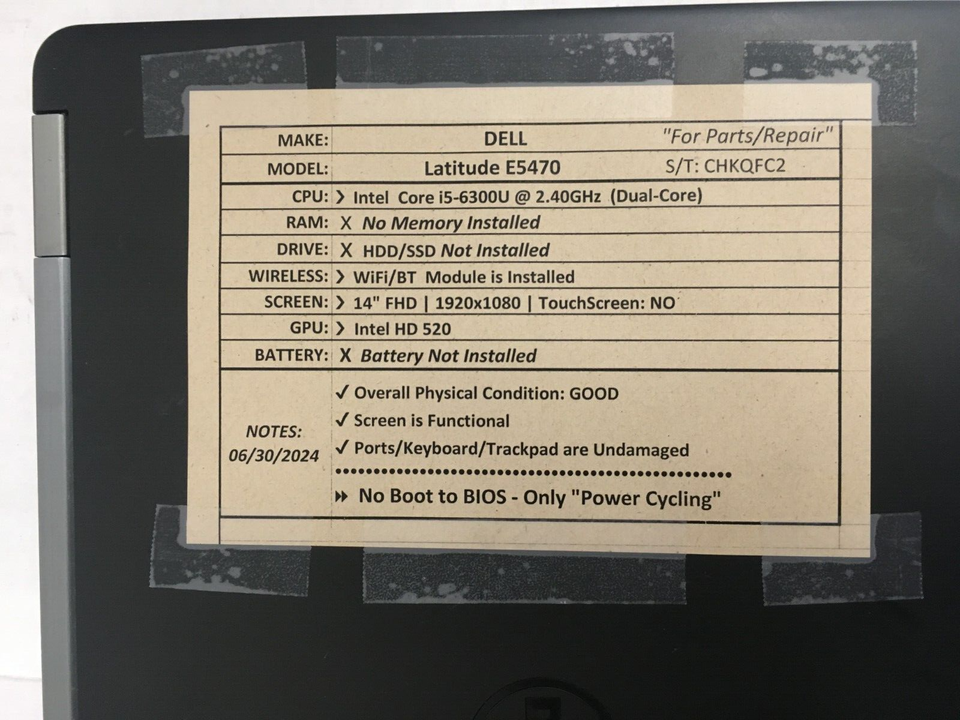 MAKE: DELL "For Parts/Repair"
MODEL: Latitude E5470 S/T: CHKQFC2
CPU: ❯ Intel Core i5-6300U @ 2.40GHz (Dual-Core)
RAM: X No Memory Installed
DRIVE: X HDD/SSD Not Installed
WIRELESS: ❯ WiFi/BT Module is Installed
SCREEN: ❯ 14" FHD | 1920x1080 | TouchScreen: NO
GPU: ❯ Intel HD 520
BATTERY: X Battery Not Installed
NOTES:
06/30/2024
✓ Overall Physical Condition: GOOD
✓ Screen is Functional
✓ Ports/Keyboard/Trackpad are Undamaged
No Boot to BIOS - Only "Power Cycling"